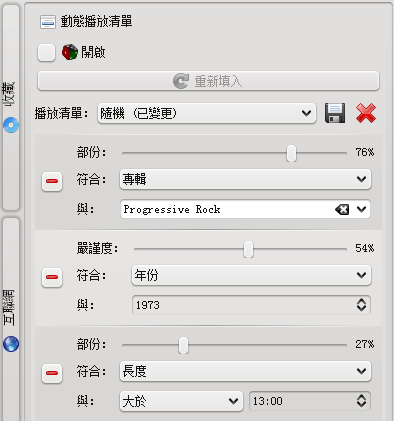 動態播放清單
開啟
重新填入
播放清單： 隨機 (已變更)
部份： 76%
符合： 專輯
與： Progressive Rock
嚴謹度： 54%
符合： 年份
與： 1973
部份： 27%
符合： 長度
與： 大於 13:00
收藏
互聯網